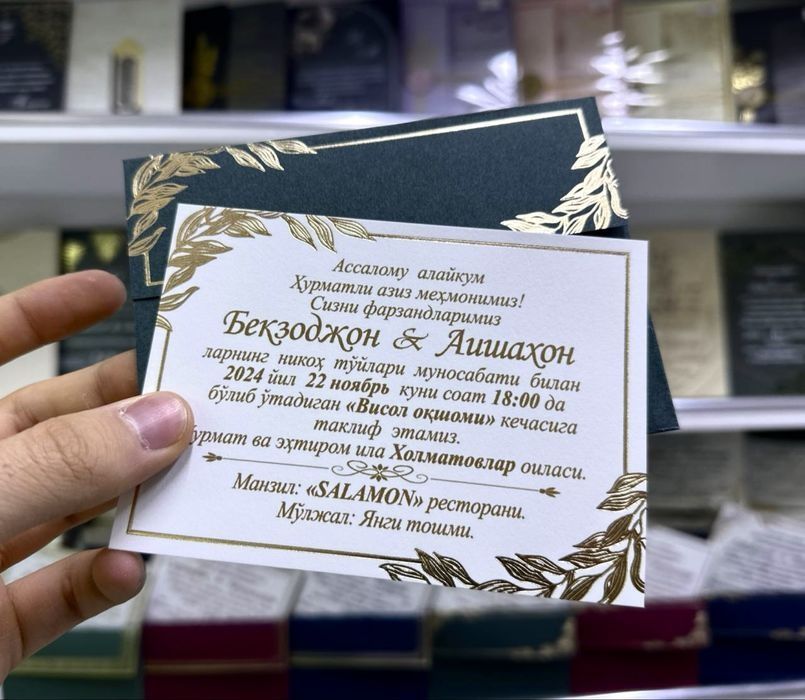 Ассалому алайкум
Ҳурматли азиз меҳмонимиз!
Сизни фарзандларимиз
Бекзоджон & Аишахон
ларнинг никоҳ тўйлари муносабати билан
2024 йил 22 ноябрь куни соат 18:00 да
бўлиб ўтадиган «Висол оқшоми» кечасига
таклиф этамиз.
урмат ва эҳтиром ила Холматовлар оиласи.
Манзил: «SALAMON» ресторани.
Мўлжал: Янги тошми.